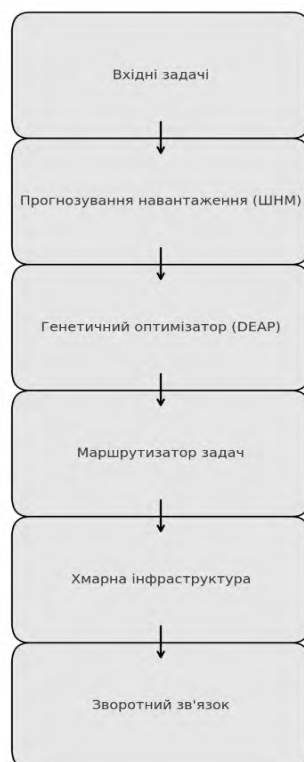 Вхідні задачі
Прогнозування навантаження (ШНМ)
Генетичний оптимізатор (DEAP)
Маршрутизатор задач
Хмарна інфраструктура
Зворотний зв'язок